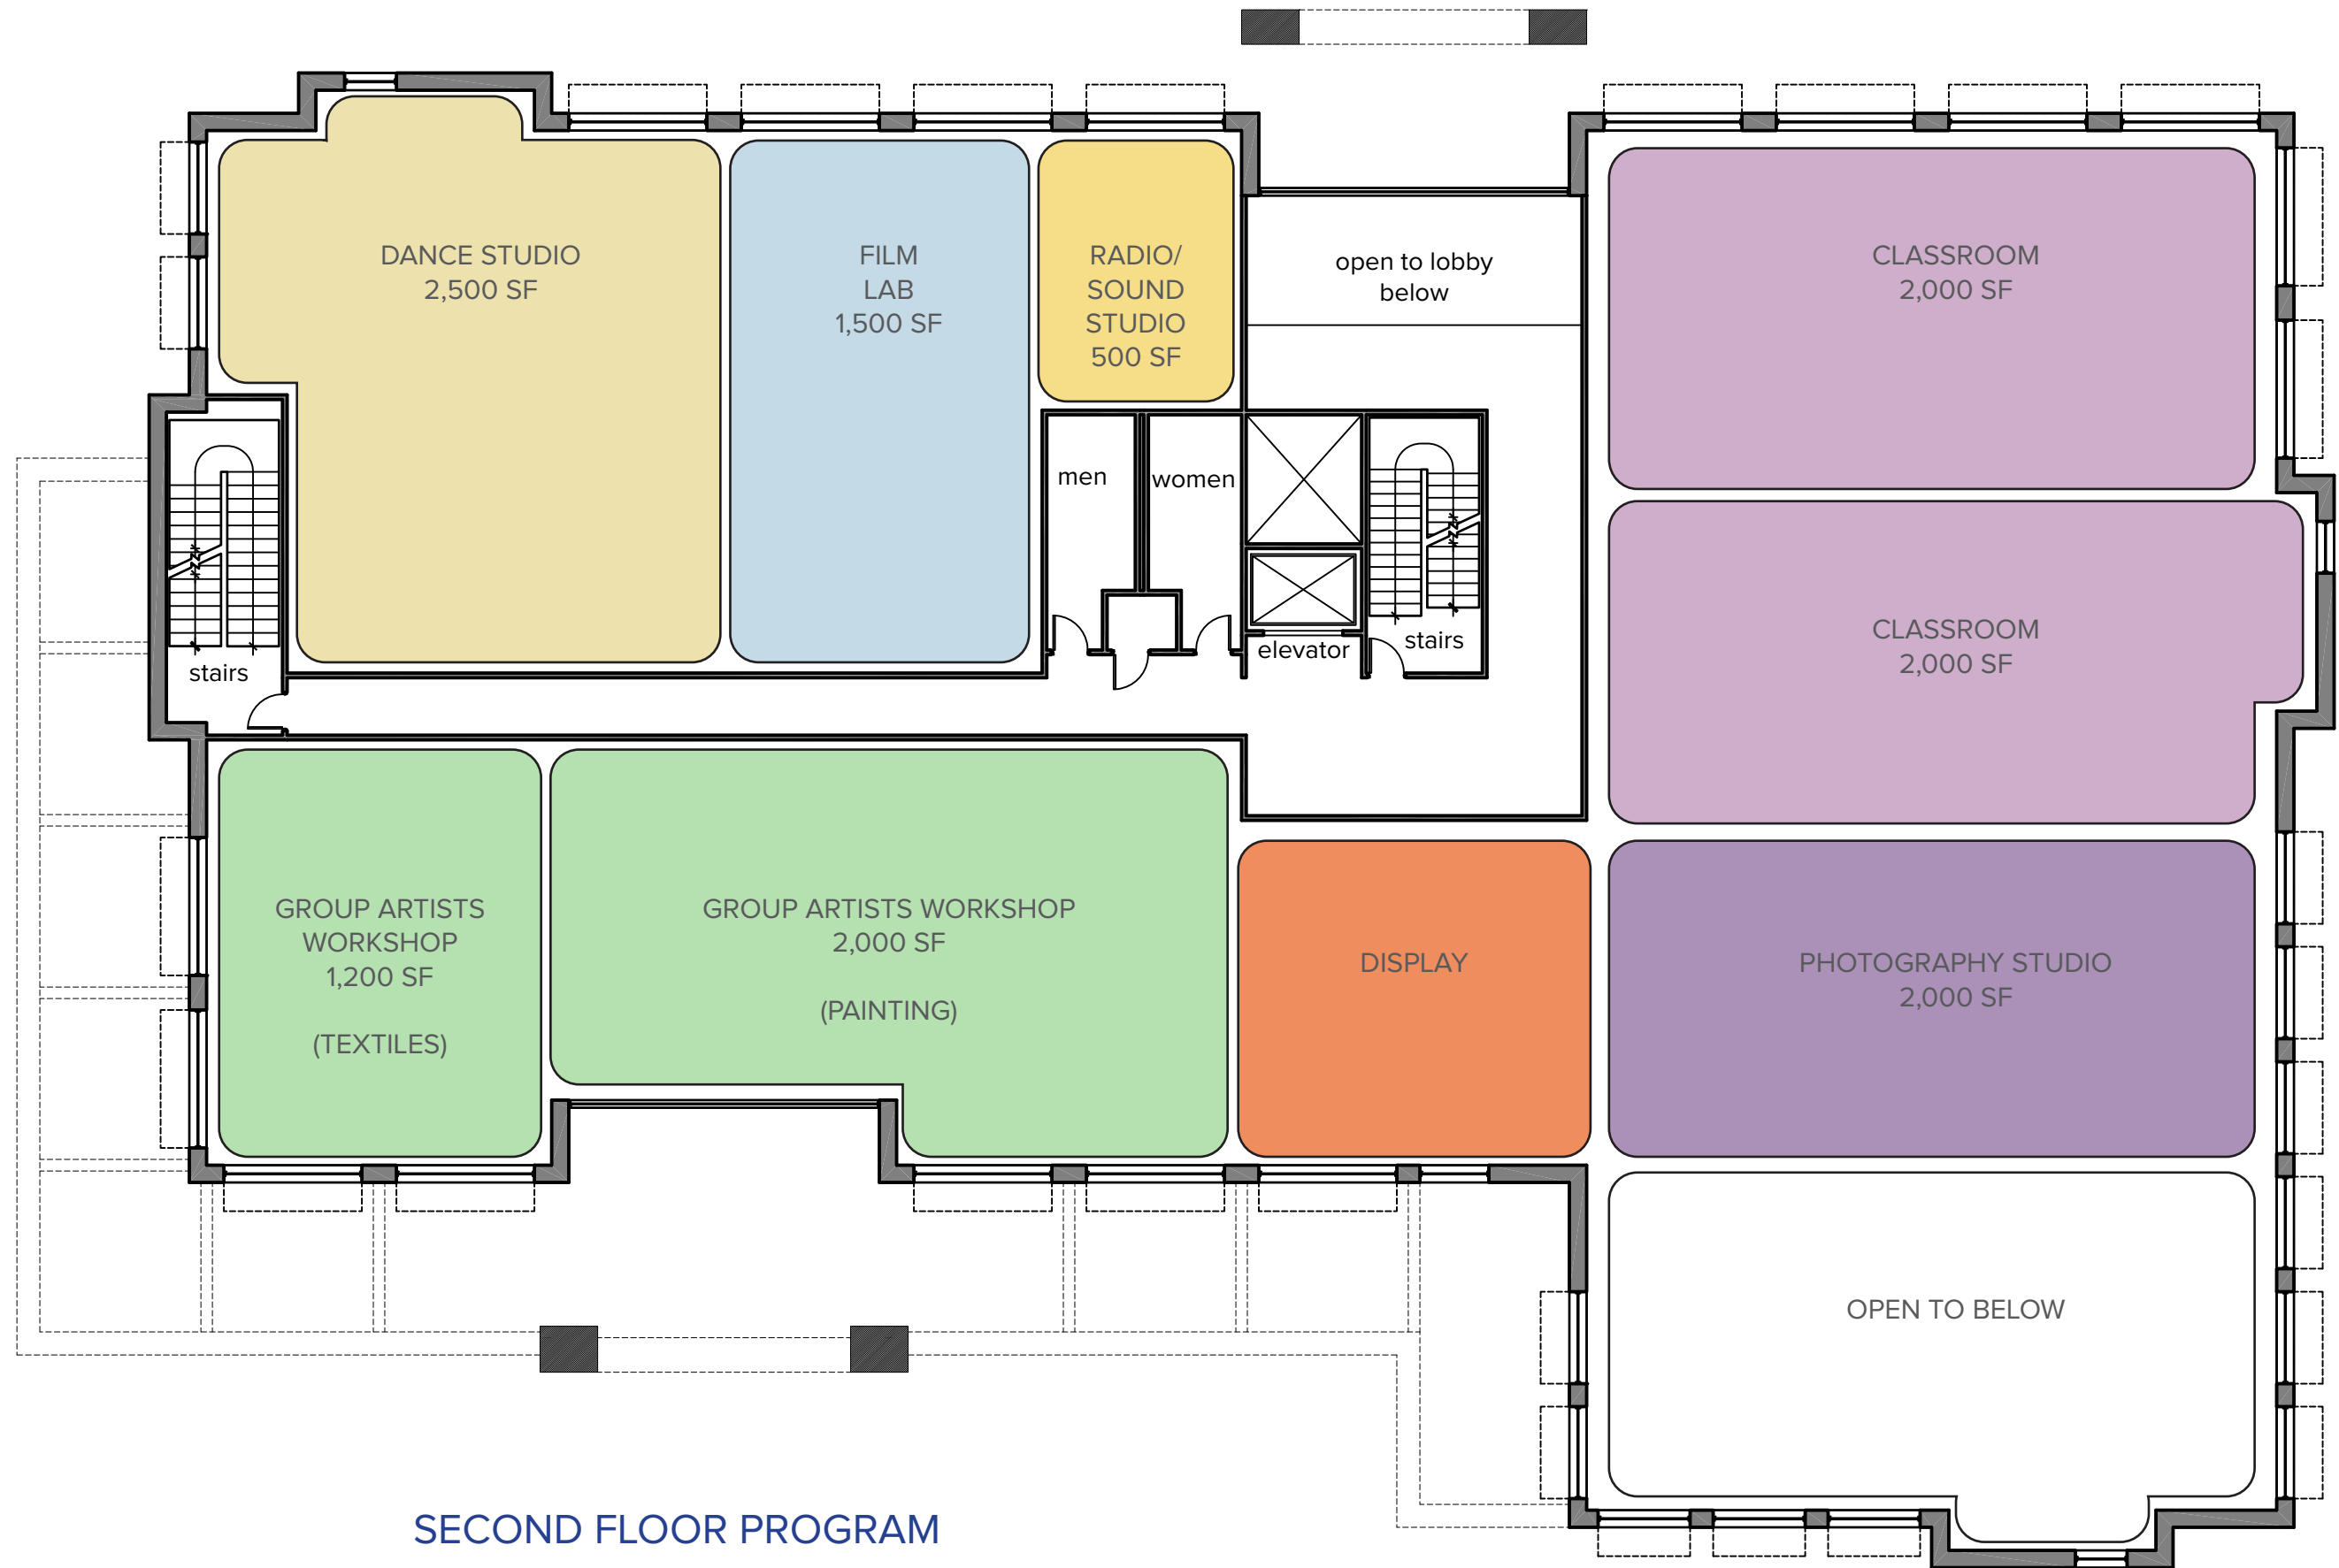 DANCE STUDIO
2,500 SF
FILM
LAB
1,500 SF
RADIO/
SOUND
STUDIO
500 SF
open to lobby
below
CLASSROOM
2,000 SF
men
women
elevator
stairs
stairs
CLASSROOM
2,000 SF
GROUP ARTISTS
WORKSHOP
1,200 SF
(TEXTILES)
GROUP ARTISTS WORKSHOP
2,000 SF
(PAINTING)
DISPLAY
PHOTOGRAPHY STUDIO
2,000 SF
OPEN TO BELOW
SECOND FLOOR PROGRAM